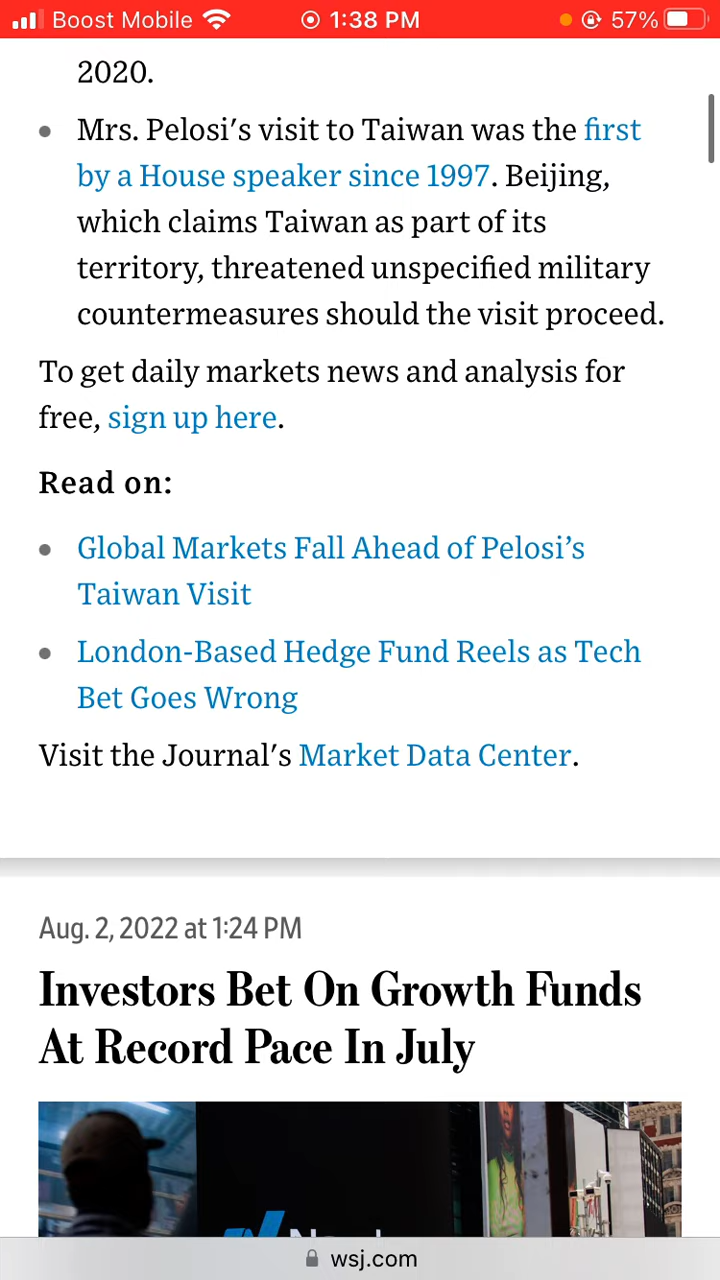 Boost Mobile 1:38 PM 57%
2020.
Mrs. Pelosi's visit to Taiwan was the first
by a House speaker since 1997. Beijing,
which claims Taiwan as part of its
territory, threatened unspecified military
countermeasures should the visit proceed.
To get daily markets news and analysis for
free, sign up here.
Read on:
Global Markets Fall Ahead of Pelosi’s
Taiwan Visit
London-Based Hedge Fund Reels as Tech
Bet Goes Wrong
Visit the Journal's Market Data Center.
Aug. 2, 2022 at 1:24 PM
Investors Bet On Growth Funds
At Record Pace In July
wsj.com